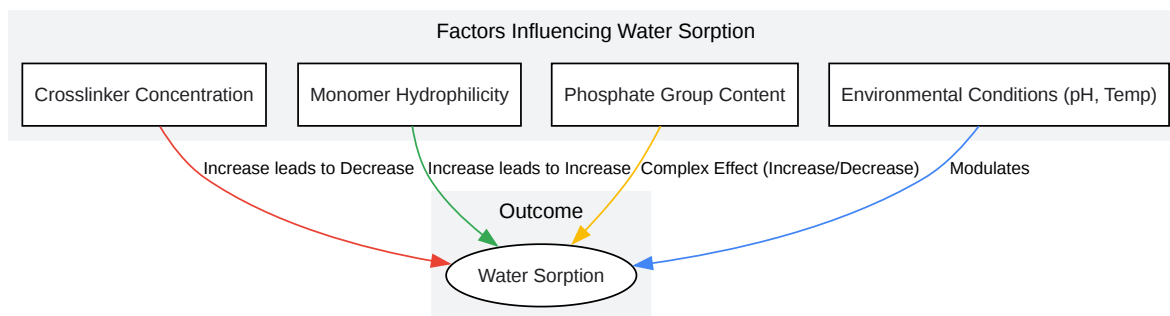 Factors Influencing Water Sorption
Crosslinker Concentration
Monomer Hydrophilicity
Phosphate Group Content
Environmental Conditions (pH, Temp)
Increase leads to Decrease
Increase leads to Increase
Complex Effect (Increase/Decrease)
Modulates
Outcome
Water Sorption